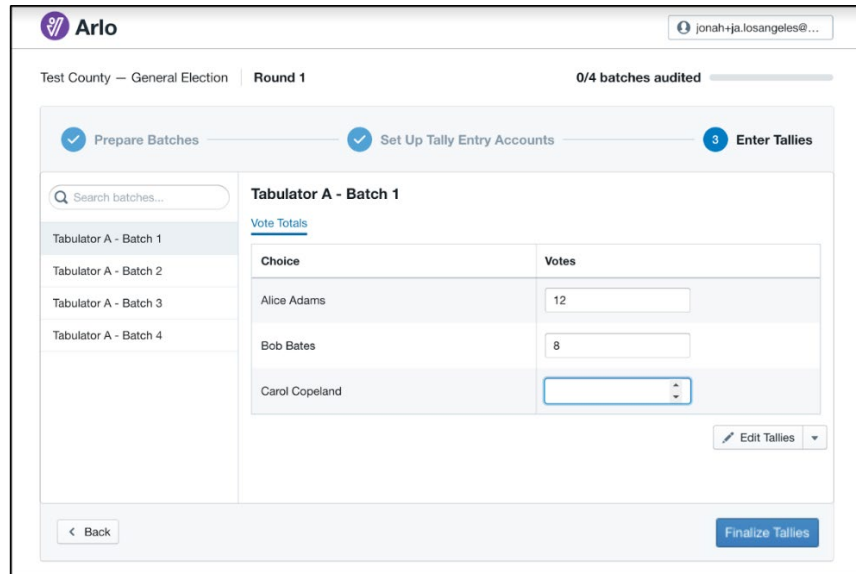 Arlo
jonah+ja.losangeles@...
Test County — General Election Round 1 0/4 batches audited
Prepare Batches Set Up Tally Entry Accounts 3 Enter Tallies
Search batches...
Tabulator A - Batch 1
Tabulator A - Batch 2
Tabulator A - Batch 3
Tabulator A - Batch 4
Tabulator A - Batch 1
Vote Totals
Choice Votes
Alice Adams 12
Bob Bates 8
Carol Copeland
Edit Tallies
Back
Finalize Tallies